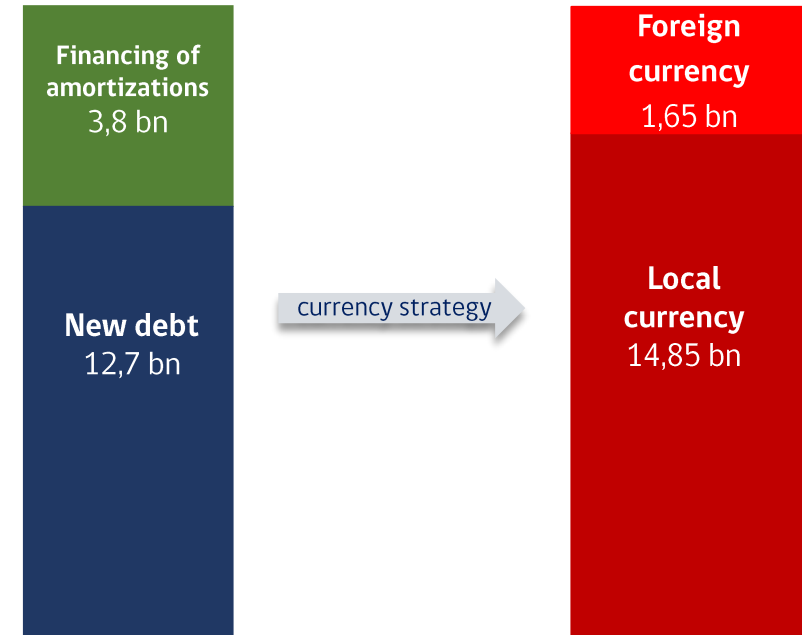 Financing of
amortizations
3,8 bn
New debt
12,7 bn
currency strategy
Foreign
currency
1,65 bn
Local
currency
14,85 bn